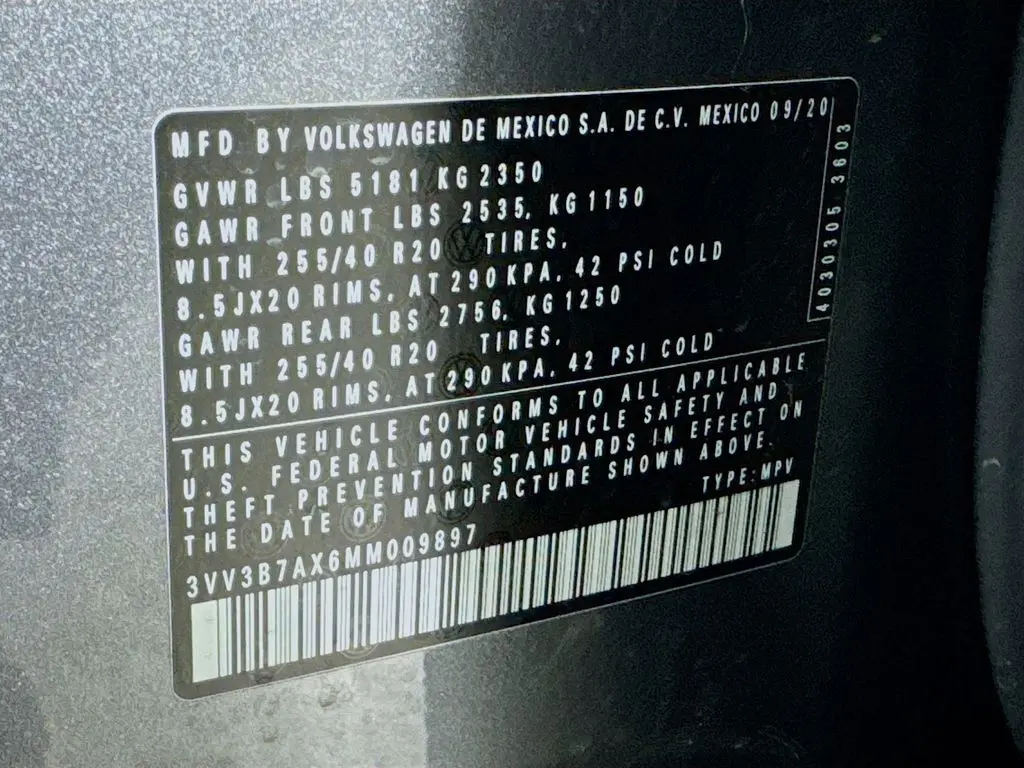 MFD BY VOLKSWAGEN DE MEXICO S.A. DE C.V. MEXICO 09/20
GVWR LBS 5181 KG 2350
GAWR FRONT LBS 2535, KG 1150
WITH 255/40 R20 TIRES,
8.5JX20 RIMS, AT 290 KPA, 42 PSI COLD
GAWR REAR LBS 2756, KG 1250
WITH 255/40 R20 TIRES,
8.5JX20 RIMS, AT 290 KPA, 42 PSI COLD
4030305 3603
THIS VEHICLE CONFORMS TO ALL APPLICABLE
U.S. FEDERAL MOTOR VEHICLE SAFETY AND
THEFT PREVENTION STANDARDS IN EFFECT ON
THE DATE OF MANUFACTURE SHOWN ABOVE.
TYPE: MPV
3VV3B7AX6MM009897